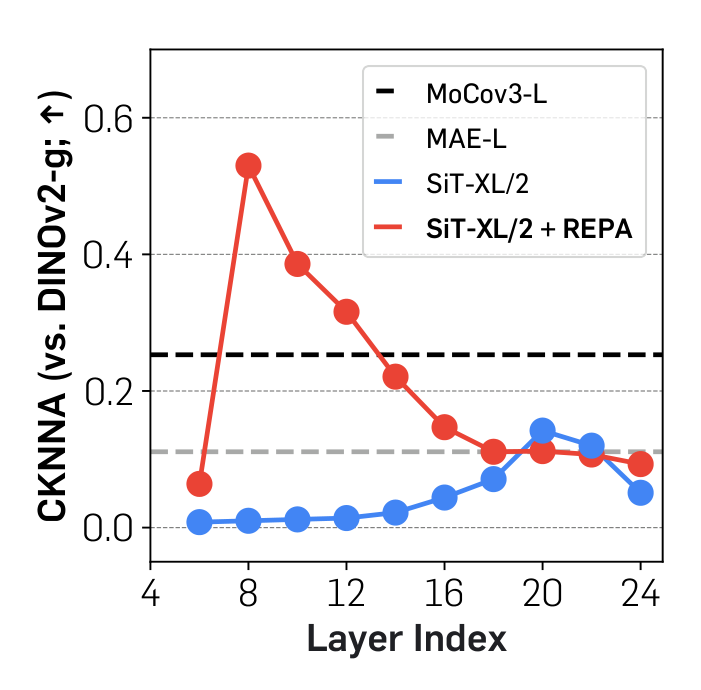 CKNNA (vs. DINOv2-g; ↑)
0.6
0.4
0.2
0.0
MoCov3-L
MAE-L
SiT-XL/2
SiT-XL/2 + REPA
4 8 12 16 20 24
Layer Index